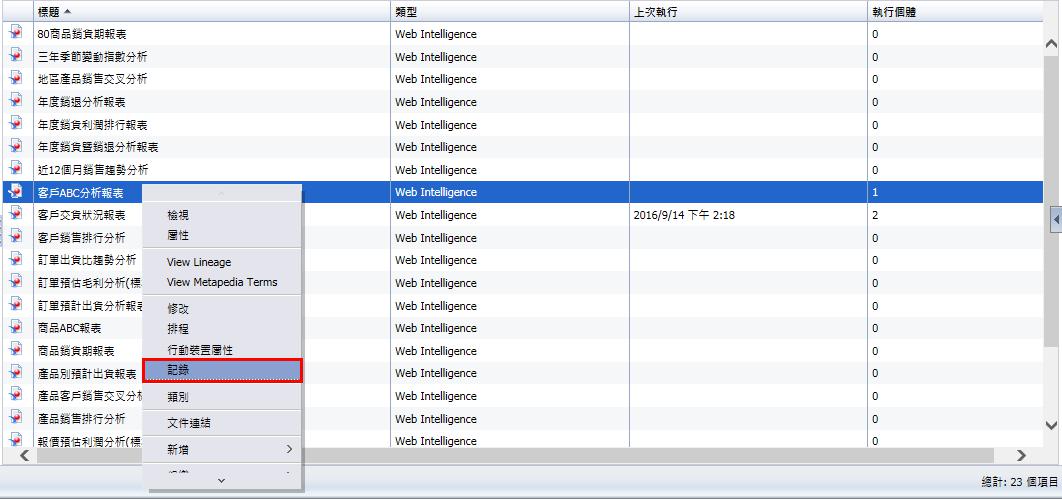 標題 類型 上次執行 執行個體
80商品銷貨期報表 Web Intelligence 0
三年季節變動指數分析 Web Intelligence 0
地區產品銷售交叉分析 Web Intelligence 0
年度銷退分析報表 Web Intelligence 0
年度銷貨利潤排行報表 Web Intelligence 0
年度銷貨暨銷退分析報表 Web Intelligence 0
近12個月銷售趨勢分析 Web Intelligence 0
客戶ABC分析報表 Web Intelligence 1
客戶交貨狀況報表 Web Intelligence 2016/9/14 下午 2:18 2
客戶銷售排行分析 Web Intelligence 0
訂單出貨比趨勢分析 Web Intelligence 0
訂單預估毛利分析(標 Web Intelligence 0
訂單預計出貨分析報表 Web Intelligence 0
商品ABC報表 Web Intelligence 0
商品銷貨期報表 Web Intelligence 0
產品別預計出貨報表 Web Intelligence 0
產品客戶銷售交叉分析 Web Intelligence 0
產品銷售排行分析 Web Intelligence 0
報價預估利潤分析(標 Web Intelligence 0
檢視
屬性
View Lineage
View Metapedia Terms
修改
排程
行動裝置屬性
記錄
類別
文件連結
新增
總計: 23 個項目